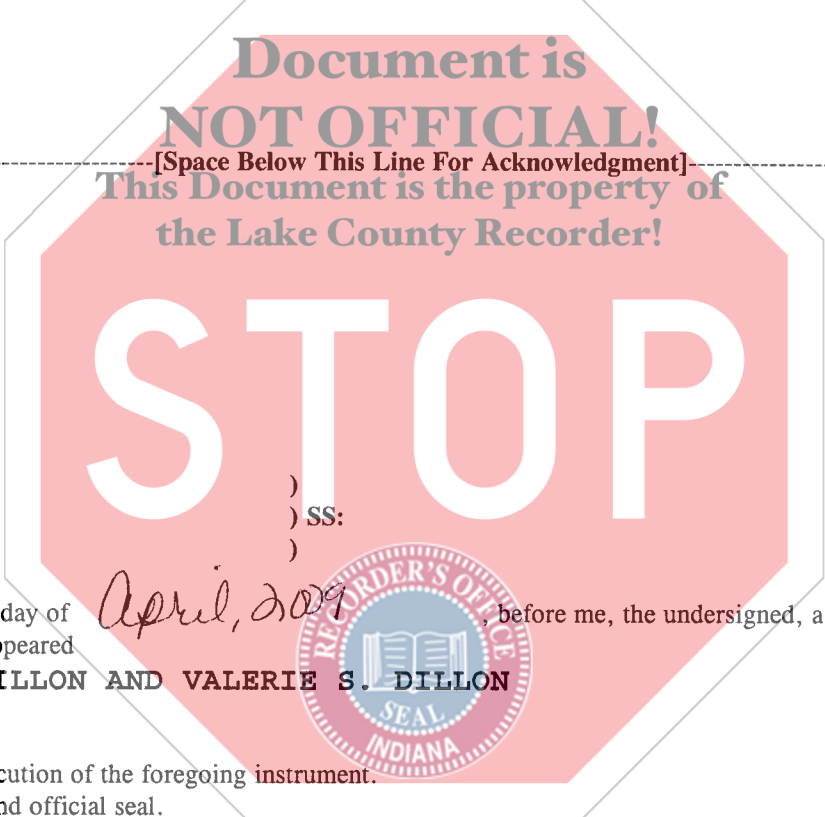 Document is
NOT OFFICIAL!
[Space Below This Line For Acknowledgment]
This Document is the property of
the Lake County Recorder!
STOP
)
) SS:
)
day of April, 2009 , before me, the undersigned, a
ppeared
ILLON AND VALERIE S. DILLON
RECORDER'S OFFICE
SEAL
INDIANA
cution of the foregoing instrument.
nd official seal.